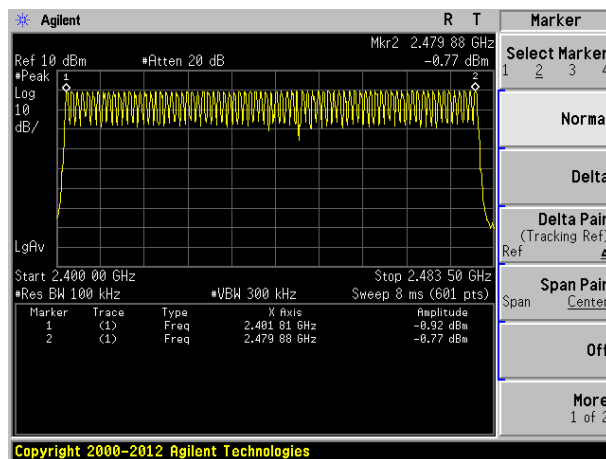 Agilent R T
Mkr2 2.479 88 GHz
Ref 10 dBm #Atten 20 dB -0.77 dBm
#Peak
Log
10
dB/
1
2
LgAv
Start 2.400 00 GHz Stop 2.483 50 GHz
#Res BW 100 kHz #VBW 300 kHz Sweep 8 ms (601 pts)
Marker Trace Type X Axis Amplitude
1 (1) Freq 2.401 81 GHz -0.92 dBm
2 (1) Freq 2.479 88 GHz -0.77 dBm
Marker
Select Marker
1 2 3 4
Norma
Delta
Delta Pair
(Tracking Ref)
Ref
Span Pair
Span Center
Off
More
1 of 2
Copyright 2000-2012 Agilent Technologies